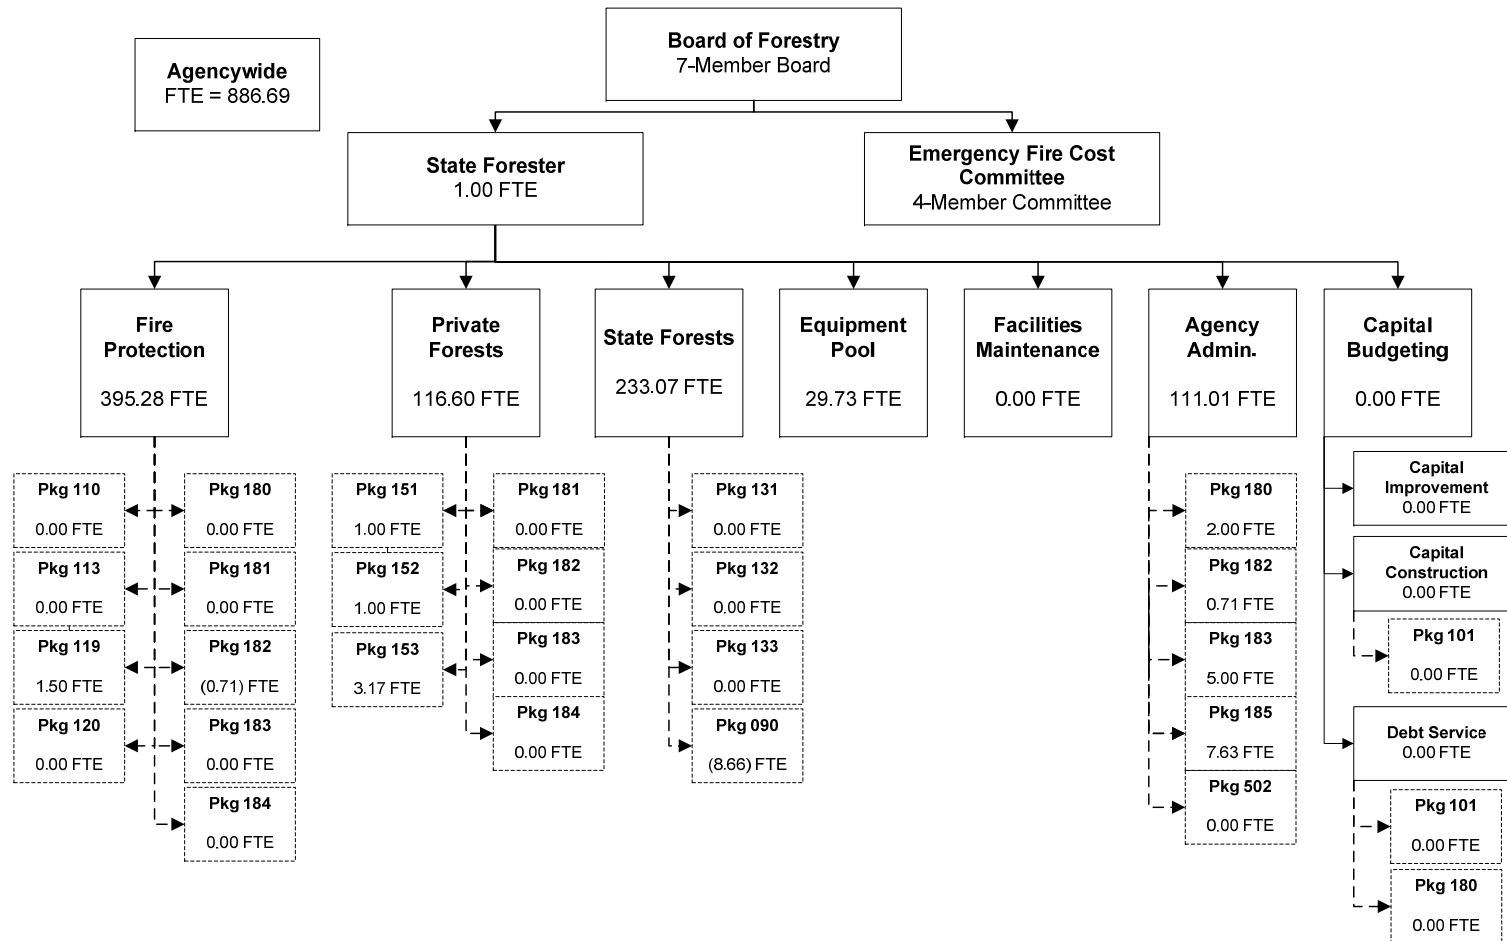 Agencywide
FTE = 886.69
Board of Forestry
7-Member Board
State Forester
1.00 FTE
Emergency Fire Cost
Committee
4-Member Committee
Fire
Protection
395.28 FTE
Private
Forests
116.60 FTE
State Forests
233.07 FTE
Equipment
Pool
29.73 FTE
Facilities
Maintenance
0.00 FTE
Agency
Admin.
111.01 FTE
Capital
Budgeting
0.00 FTE
Pkg 110
0.00 FTE
Pkg 113
0.00 FTE
Pkg 119
1.50 FTE
Pkg 120
0.00 FTE
Pkg 180
0.00 FTE
Pkg 181
0.00 FTE
Pkg 182
(0.71) FTE
Pkg 183
0.00 FTE
Pkg 184
0.00 FTE
Pkg 151
1.00 FTE
Pkg 152
1.00 FTE
Pkg 153
3.17 FTE
Pkg 181
0.00 FTE
Pkg 182
0.00 FTE
Pkg 183
0.00 FTE
Pkg 184
0.00 FTE
Pkg 131
0.00 FTE
Pkg 132
0.00 FTE
Pkg 133
0.00 FTE
Pkg 090
(8.66) FTE
Pkg 180
2.00 FTE
Pkg 182
0.71 FTE
Pkg 183
5.00 FTE
Pkg 185
7.63 FTE
Pkg 502
0.00 FTE
Capital
Improvement
0.00 FTE
Capital
Construction
0.00 FTE
Pkg 101
0.00 FTE
Debt Service
0.00 FTE
Pkg 101
0.00 FTE
Pkg 180
0.00 FTE